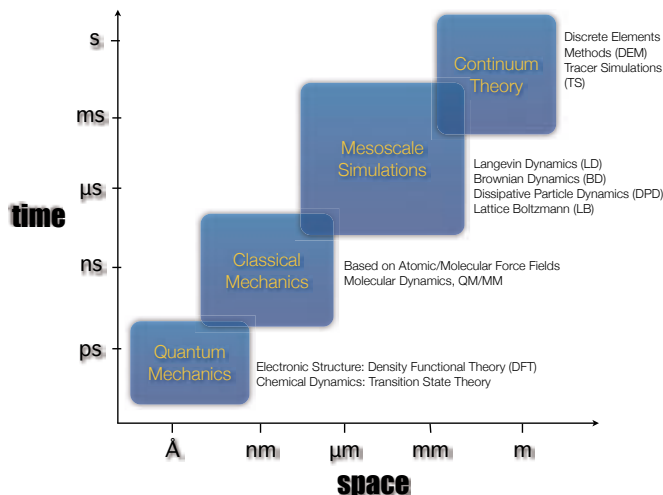 s
Discrete Elements
Methods (DEM)
Tracer Simulations
(TS)
Continuum
Theory
ms
Mesoscale
Simulations
Langevin Dynamics (LD)
Brownian Dynamics (BD)
Dissipative Particle Dynamics (DPD)
Lattice Boltzmann (LB)
μs
time
ns
Classical
Mechanics
Based on Atomic/Molecular Force Fields
Molecular Dynamics, QM/MM
ps
Quantum
Mechanics
Electronic Structure: Density Functional Theory (DFT)
Chemical Dynamics: Transition State Theory
Å nm μm mm m
space